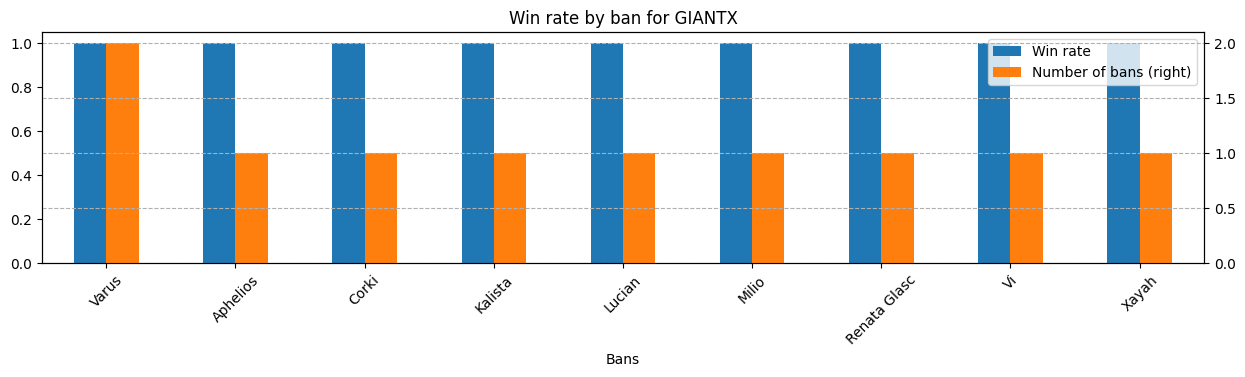 Win rate by ban for GIANTX
1.0
0.8
0.6
0.4
0.2
0.0
2.0
1.5
1.0
0.5
0.0
Win rate
Number of bans (right)
Varus
Aphelios
Corki
Kalista
Lucian
Milio
Renata Glasc
Vi
Xayah
Bans